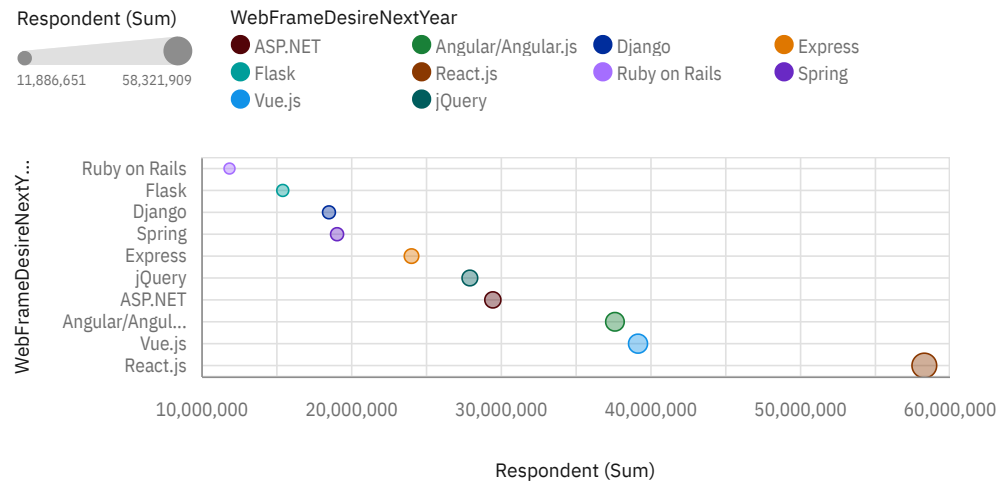 Respondent (Sum)
11,886,651 58,321,909
WebFrameDesireNextYear
ASP.NET Angular/Angular.js Django Express
Flask React.js Ruby on Rails Spring
Vue.js jQuery
WebFrameDesireNextY...
Ruby on Rails
Flask
Django
Spring
Express
jQuery
ASP.NET
Angular/Angul...
Vue.js
React.js
10,000,000 20,000,000 30,000,000 40,000,000 50,000,000 60,000,000
Respondent (Sum)